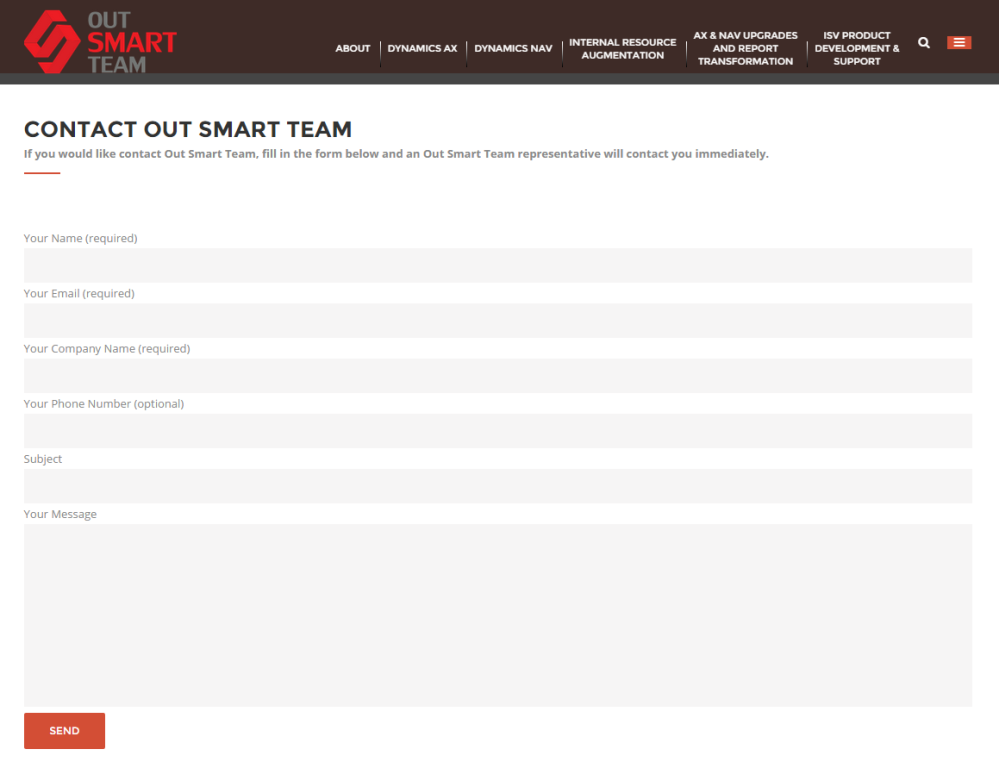 OUT
SMART
TEAM
ABOUT
DYNAMICS AX
DYNAMICS NAV
INTERNAL RESOURCE
AUGMENTATION
AX & NAV UPGRADES
AND REPORT
TRANSFORMATION
ISV PRODUCT
DEVELOPMENT &
SUPPORT
CONTACT OUT SMART TEAM
If you would like contact Out Smart Team, fill in the form below and an Out Smart Team representative will contact you immediately.
Your Name (required)
Your Email (required)
Your Company Name (required)
Your Phone Number (optional)
Subject
Your Message
SEND